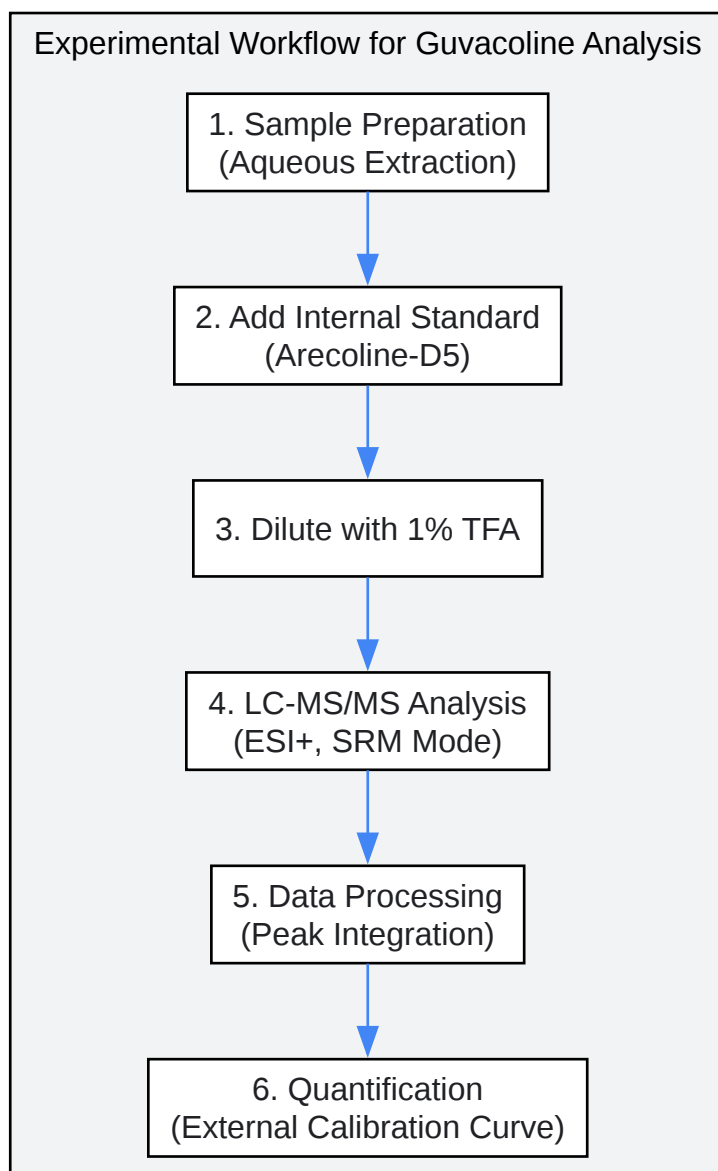 Experimental Workflow for Guvacoline Analysis
1. Sample Preparation
(Aqueous Extraction)
2. Add Internal Standard
(Arecoline-D5)
3. Dilute with 1% TFA
4. LC-MS/MS Analysis
(ESI+, SRM Mode)
5. Data Processing
(Peak Integration)
6. Quantification
(External Calibration Curve)